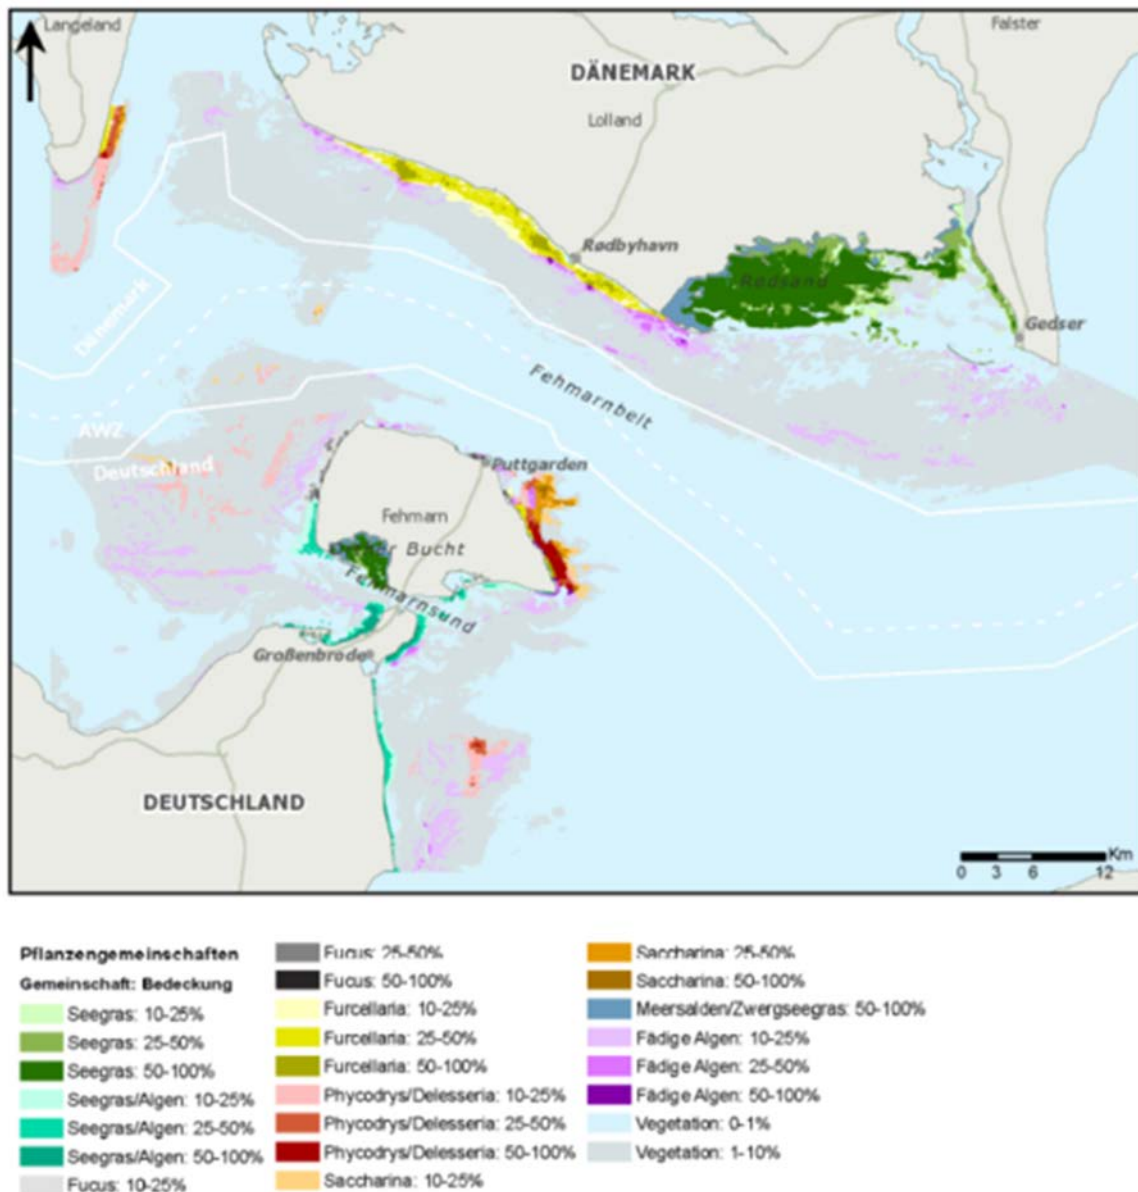 Langeland
Falster
DÄNEMARK
Lolland
Rødbyhavn
Rødsand
Gedser
Dänemark
Fehmarnbelt
AWZ
Deutschland
Puttgarden
Fehmarn
Bucht
Fehmarnsund
Großenbrode
DEUTSCHLAND
Km
0 3 6 12
Pflanzengemeinschaften
Gemeinschaft: Bedeckung
Seegras: 10-25%
Seegras: 25-50%
Seegras: 50-100%
Seegras/Algen: 10-25%
Seegras/Algen: 25-50%
Seegras/Algen: 50-100%
Fucus: 10-25%
Fucus: 25-50%
Fucus: 50-100%
Furcellaria: 10-25%
Furcellaria: 25-50%
Furcellaria: 50-100%
Phycodrys/Delesseria: 10-25%
Phycodrys/Delesseria: 25-50%
Phycodrys/Delesseria: 50-100%
Saccharina: 10-25%
Saccharina: 25-50%
Saccharina: 50-100%
Meersalden/Zwergseegras: 50-100%
Fädige Algen: 10-25%
Fädige Algen: 25-50%
Fädige Algen: 50-100%
Vegetation: 0-1%
Vegetation: 1-10%